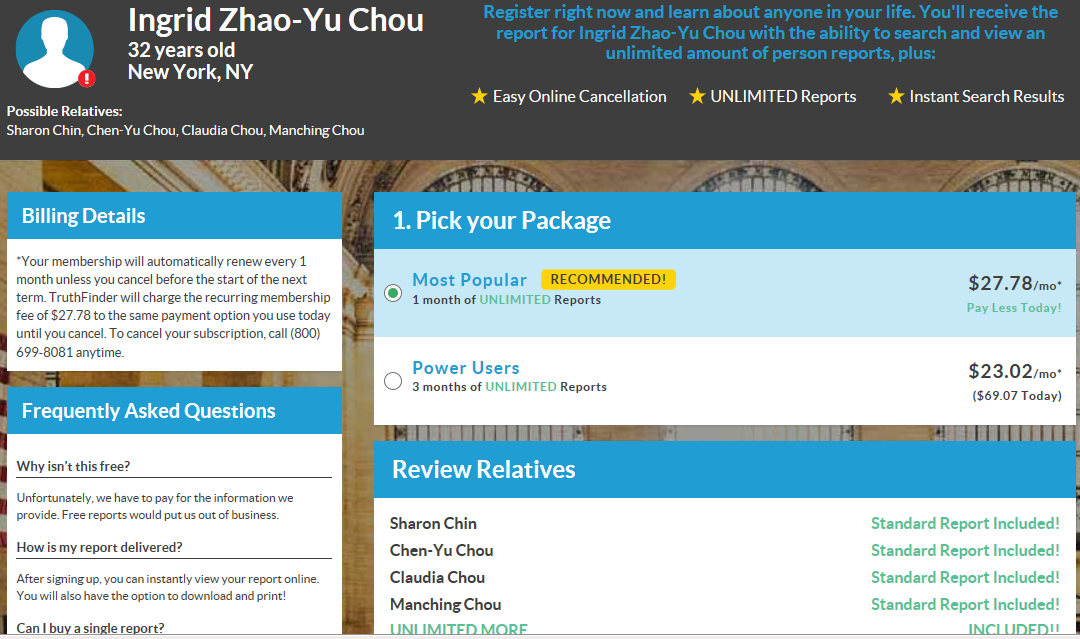 Ingrid Zhao-Yu Chou
32 years old
New York, NY
Possible Relatives:
Sharon Chin, Chen-Yu Chou, Claudia Chou, Manching Chou
Register right now and learn about anyone in your life. You'll receive the
report for Ingrid Zhao-Yu Chou with the ability to search and view an
unlimited amount of person reports, plus:
Easy Online Cancellation
UNLIMITED Reports
Instant Search Results
Billing Details
*Your membership will automatically renew every 1
month unless you cancel before the start of the next
term. TruthFinder will charge the recurring membership
fee of $27.78 to the same payment option you use today
until you cancel. To cancel your subscription, call (800)
699-8081 anytime.
Frequently Asked Questions
Why isn't this free?
Unfortunately, we have to pay for the information we
provide. Free reports would put us out of business.
How is my report delivered?
After signing up, you can instantly view your report online.
You will also have the option to download and print!
Can I buy a single report?
1. Pick your Package
Most Popular RECOMMENDED!
1 month of UNLIMITED Reports
$27.78/mo*
Pay Less Today!
Power Users
3 months of UNLIMITED Reports
$23.02/mo*
($69.07 Today)
Review Relatives
Sharon Chin Standard Report Included!
Chen-Yu Chou Standard Report Included!
Claudia Chou Standard Report Included!
Manching Chou Standard Report Included!
UNLIMITED MORE INCLUDED!!